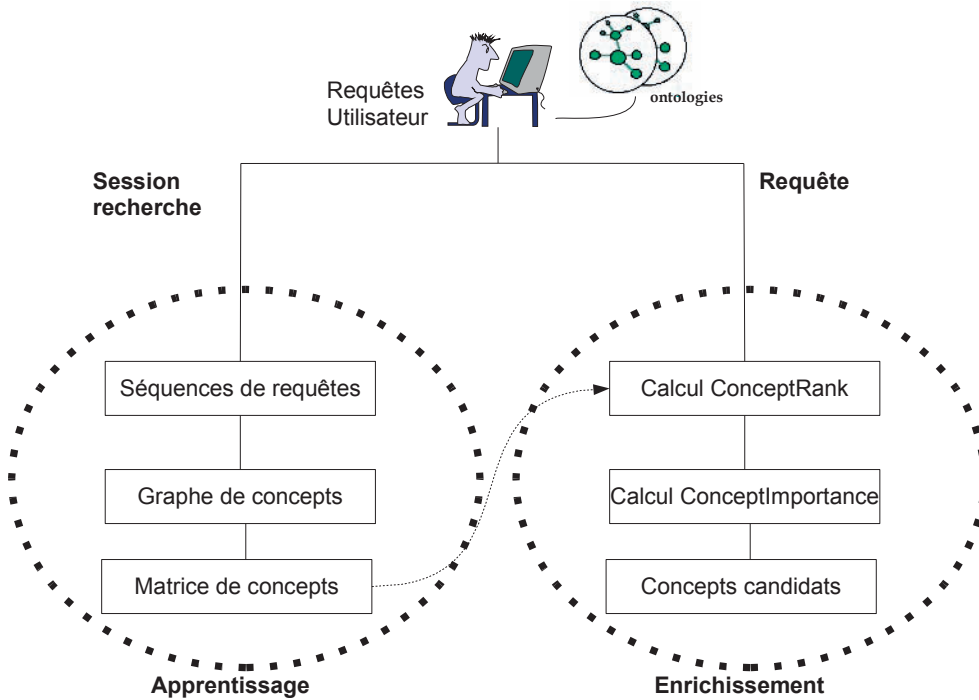 Requêtes
Utilisateur
ontologies
Session
recherche
Requête
Séquences de requêtes
Graphe de concepts
Matrice de concepts
Apprentissage
Calcul ConceptRank
Calcul ConceptImportance
Concepts candidats
Enrichissement